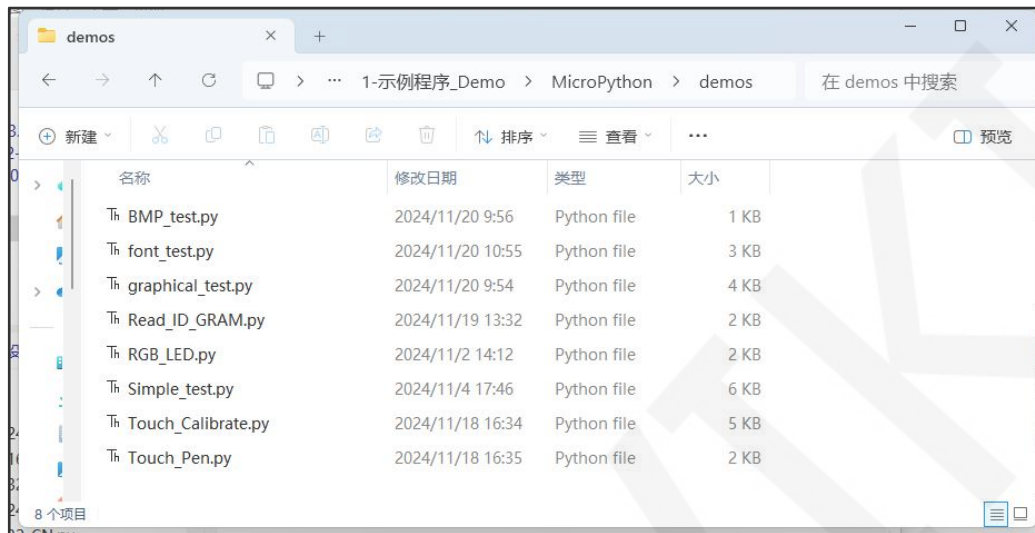 demos
1-示例程序_Demo > MicroPython > demos
在 demos 中搜索
新建 排序 查看 ... 预览
名称 修改日期 类型 大小
BMP_test.py 2024/11/20 9:56 Python file 1 KB
font_test.py 2024/11/20 10:55 Python file 3 KB
graphical_test.py 2024/11/20 9:54 Python file 4 KB
Read_ID_GRAM.py 2024/11/19 13:32 Python file 2 KB
RGB_LED.py 2024/11/2 14:12 Python file 2 KB
Simple_test.py 2024/11/4 17:46 Python file 6 KB
Touch_Calibrate.py 2024/11/18 16:34 Python file 5 KB
Touch_Pen.py 2024/11/18 16:35 Python file 2 KB
8 个项目